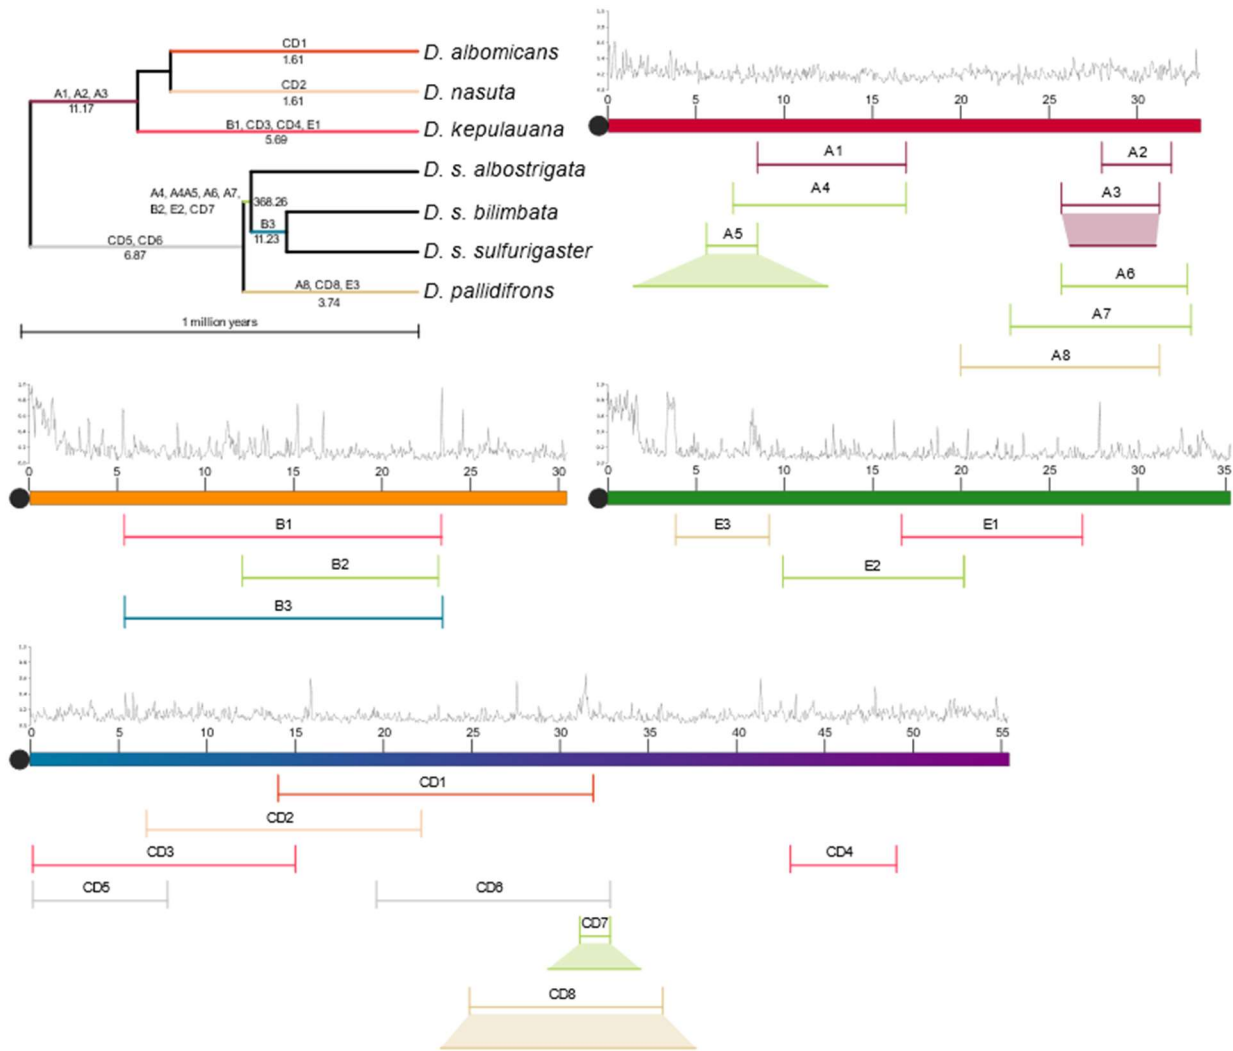 CD1
1.61
D. albomicans
CD2
1.61
D. nasuta
A1, A2, A3
11.17
B1, CD3, CD4, E1
5.69
D. kepulauana
D. s. albostrigata
A4, A4A5, A6, A7,
B2, E2, CD7
368.26
D. s. bilimbata
B3
11.23
CD5, CD6
6.87
D. s. sulfurigaster
A8, CD8, E3
3.74
D. pallidifrons
1 million years
0 5 10 15 20 25 30
A1
A2
A4
A3
A5
A6
A7
A8
0 5 10 15 20 25 30
B1
B2
B3
0 5 10 15 20 25 30 35
E3
E1
E2
0 5 10 15 20 25 30 35 40 45 50 55
CD1
CD2
CD3
CD4
CD5
CD6
CD7
CD8